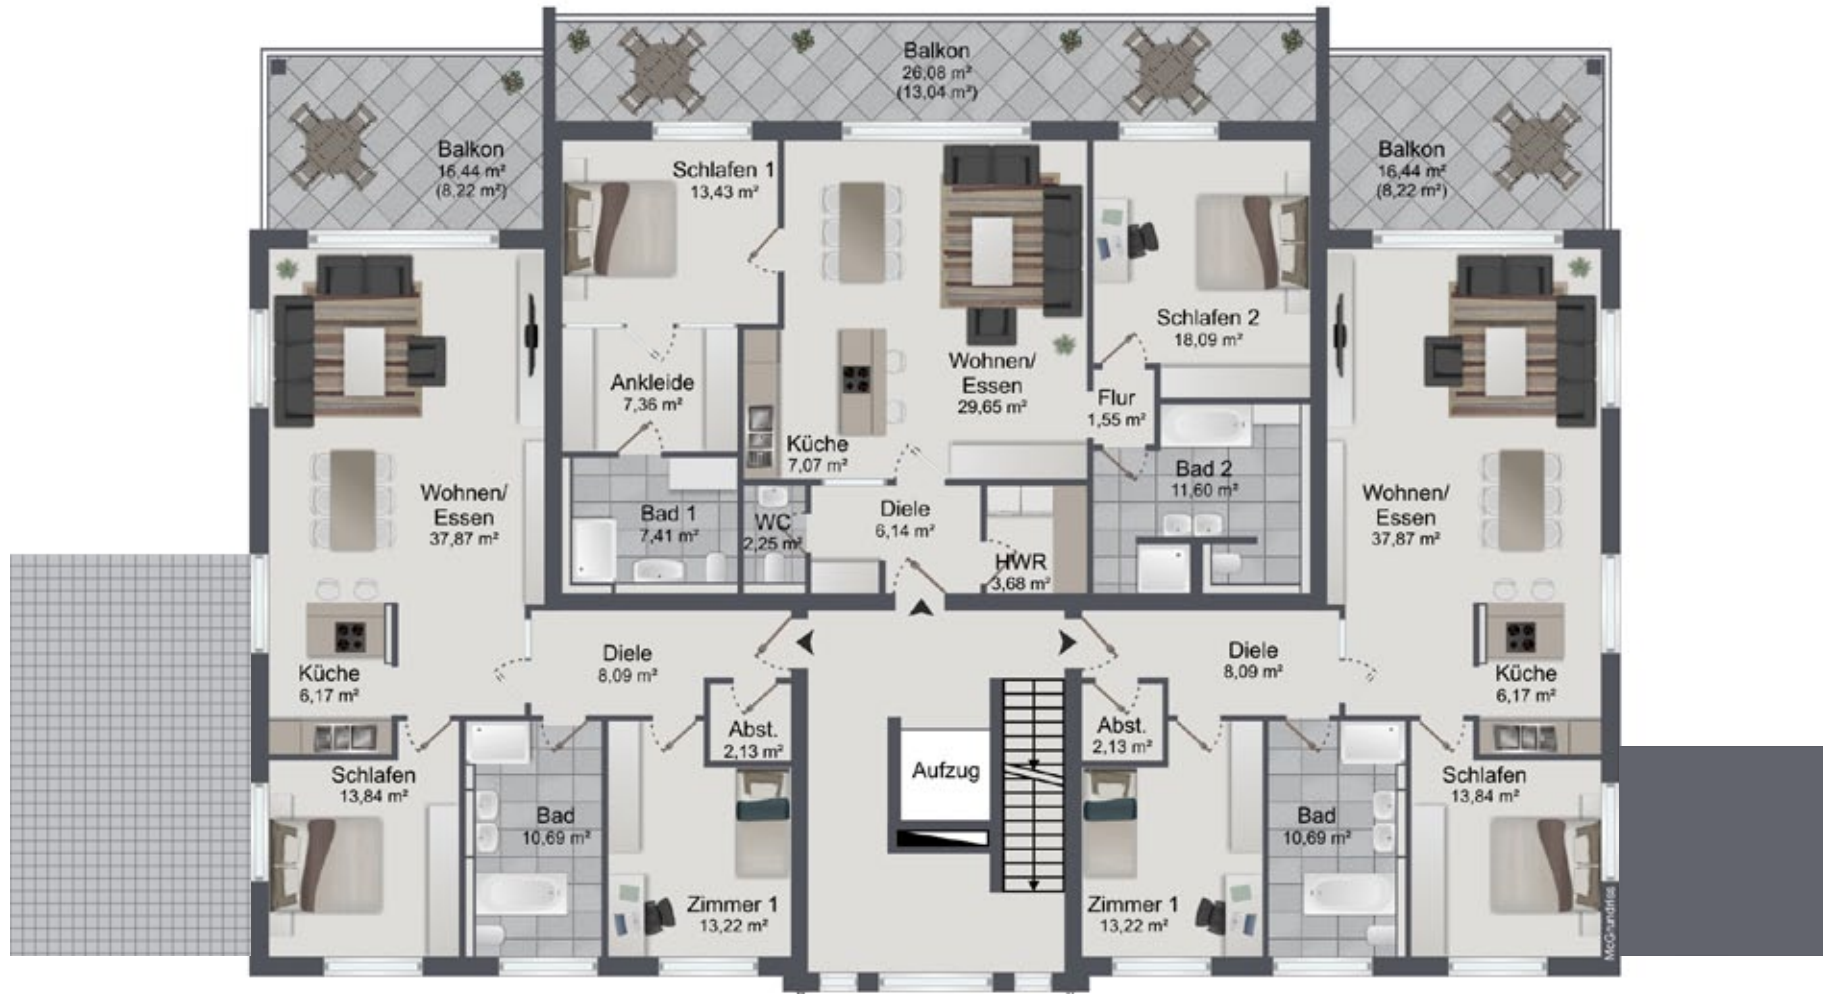 Balkon
26,08 m²
(13,04 m²)
Balkon
16,44 m²
(8,22 m²)
Balkon
16,44 m²
(8,22 m²)
Schlafen 1
13,43 m²
Schlafen 2
18,09 m²
Wohnen/
Essen
29,65 m²
Ankleide
7,36 m²
Flur
1,55 m²
Küche
7,07 m²
Bad 2
11,60 m²
Wohnen/
Essen
37,87 m²
Wohnen/
Essen
37,87 m²
Bad 1
7,41 m²
WC
2,25 m²
Diele
6,14 m²
HWR
3,68 m²
Diele
8,09 m²
Diele
8,09 m²
Küche
6,17 m²
Küche
6,17 m²
Abst.
2,13 m²
Abst.
2,13 m²
Aufzug
Schlafen
13,84 m²
Schlafen
13,84 m²
Bad
10,69 m²
Bad
10,69 m²
Zimmer 1
13,22 m²
Zimmer 1
13,22 m²
McGrundriss